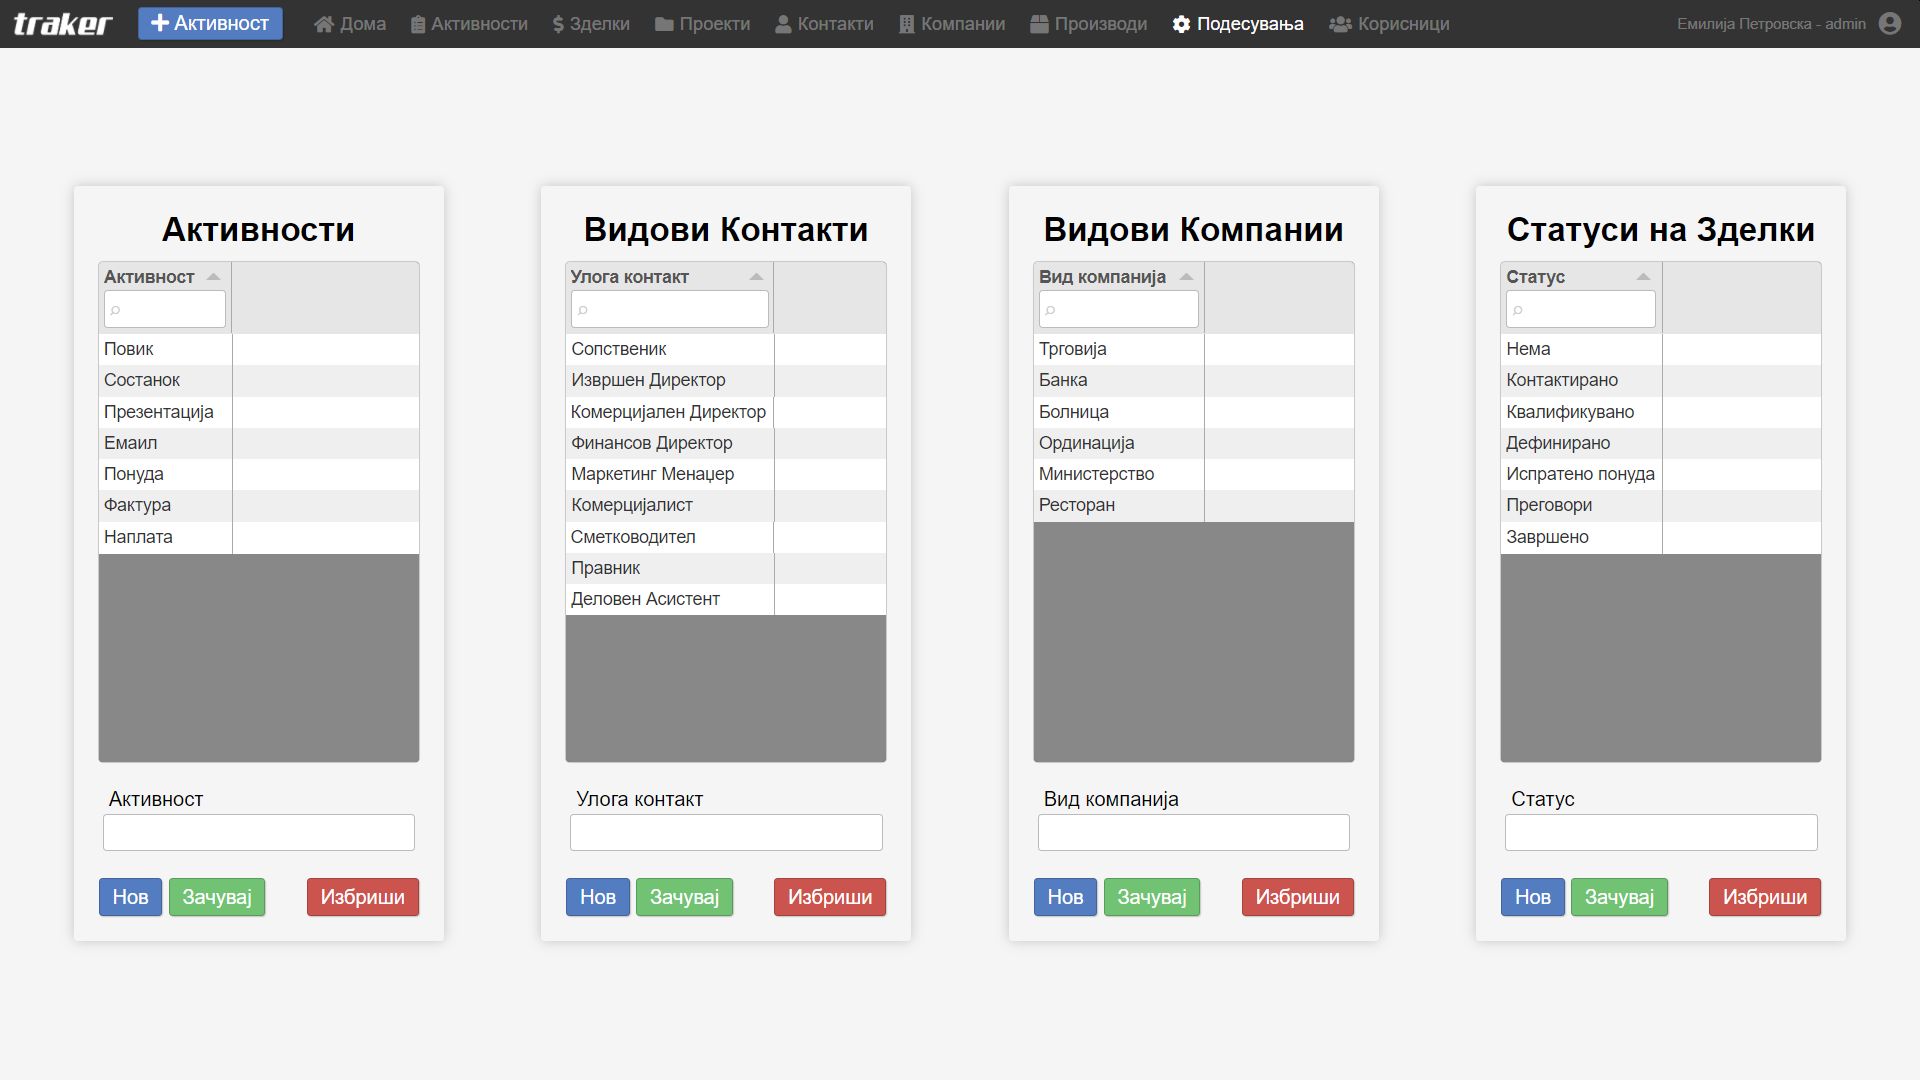 traker
Активност
Дома
Активности
Зделки
Проекти
Контакти
Компании
Производи
Подесувања
Корисници
Емилија Петровска - admin
Активности
Активност
Повик
Состанок
Презентација
Емаил
Понуда
Фактура
Наплата
Активност
Нов
Зачувај
Избриши
Видови Контакти
Улога контакт
Сопственик
Извршен Директор
Комерцијален Директор
Финансов Директор
Маркетинг Менаџер
Комерцијалист
Сметководител
Правник
Деловен Асистент
Улога контакт
Нов
Зачувај
Избриши
Видови Компании
Вид компанија
Трговија
Банка
Болница
Ординација
Министерство
Ресторан
Вид компанија
Нов
Зачувај
Избриши
Статуси на Зделки
Статус
Нема
Контактирано
Квалификувано
Дефинирано
Испратено понуда
Преговори
Завршено
Статус
Нов
Зачувај
Избриши